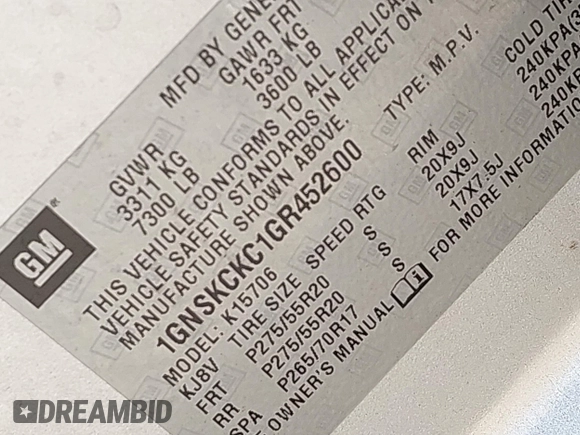 MFD BY GENE
GVWR GAWR FRT
3311 KG 1633 KG
7300 LB 3600 LB
THIS VEHICLE CONFORMS TO ALL APPLICA
VEHICLE SAFETY STANDARDS IN EFFECT ON T
MANUFACTURE SHOWN ABOVE.
1GNSKCKC1GR452600 TYPE: M.P.V.
MODEL: K15706
KJ8V TIRE SIZE SPEED RTG RIM COLD TI
FRT P275/55R20 S 20X9J 240KPA(3
RR P275/55R20 S 20X9J 240KPA
SPA P265/70R17 S 17X7.5J 240K
OWNER'S MANUAL FOR MORE INFORMATI
GM
DREAMBID